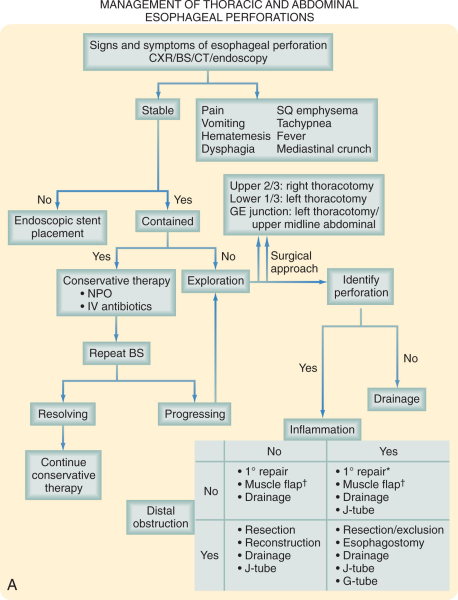 MANAGEMENT OF THORACIC AND ABDOMINAL
ESOPHAGEAL PERFORATIONS
Signs and symptoms of esophageal perforation
CXR/BS/CT/endoscopy
Stable
Pain
Vomiting
Hematemesis
Dysphagia
SQ emphysema
Tachypnea
Fever
Mediastinal crunch
Upper 2/3: right thoracotomy
Lower 1/3: left thoracotomy
GE junction: left thoracotomy/
upper midline abdominal
No
Yes
Endoscopic stent
placement
Contained
Yes
No
Surgical
approach
Conservative therapy
• NPO
• IV antibiotics
Exploration
Identify
perforation
Repeat BS
Yes
No
Drainage
Resolving
Progressing
Inflammation
Continue
conservative
therapy
No
Yes
Distal
obstruction
No
• 1° repair
• Muscle flap†
• Drainage
• 1° repair*
• Muscle flap†
• Drainage
• J-tube
Yes
• Resection
• Reconstruction
• Drainage
• J-tube
• Resection/exclusion
• Esophagostomy
• Drainage
• J-tube
• G-tube
A